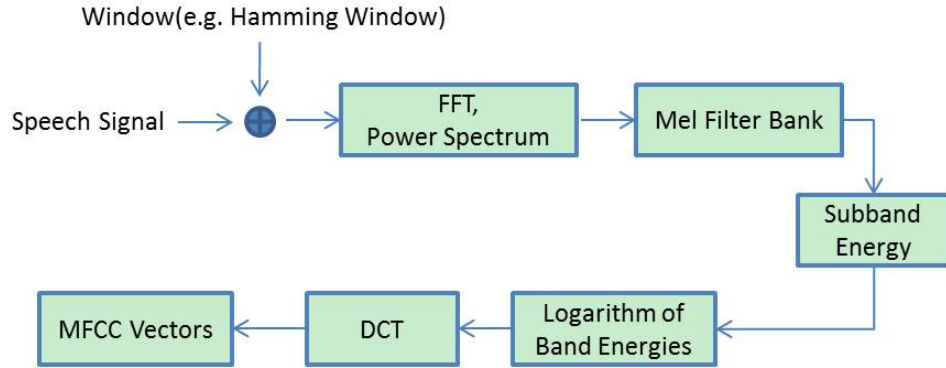 Window(e.g. Hamming Window)
Speech Signal
FFT,
Power Spectrum
Mel Filter Bank
Subband
Energy
Logarithm of
Band Energies
DCT
MFCC Vectors